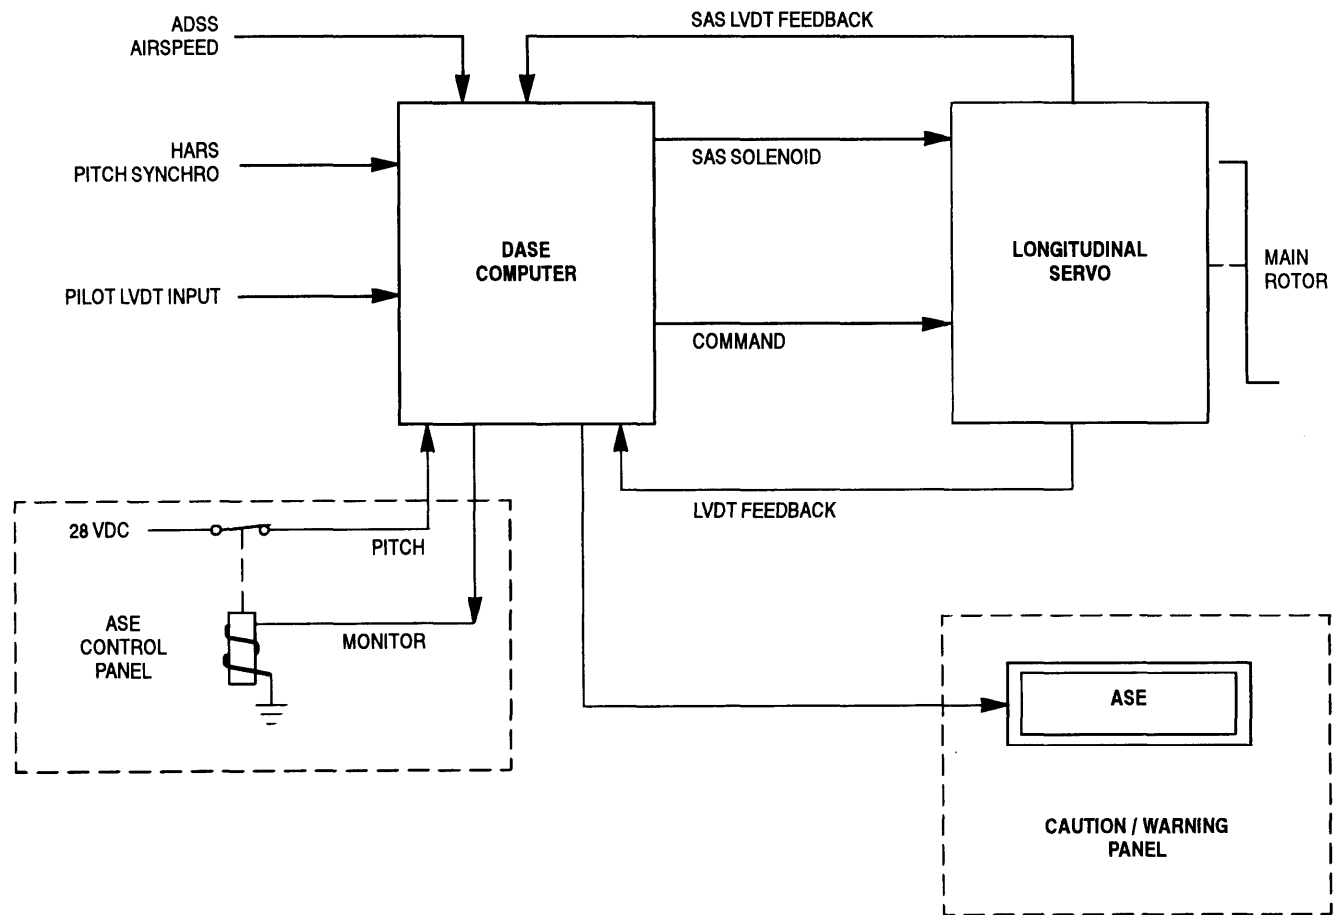 ADSS
AIRSPEED
SAS LVDT FEEDBACK
HARS
PITCH SYNCHRO
SAS SOLENOID
DASE
COMPUTER
LONGITUDINAL
SERVO
MAIN
ROTOR
PILOT LVDT INPUT
COMMAND
LVDT FEEDBACK
28 VDC
PITCH
ASE
CONTROL
PANEL
MONITOR
ASE
CAUTION / WARNING
PANEL